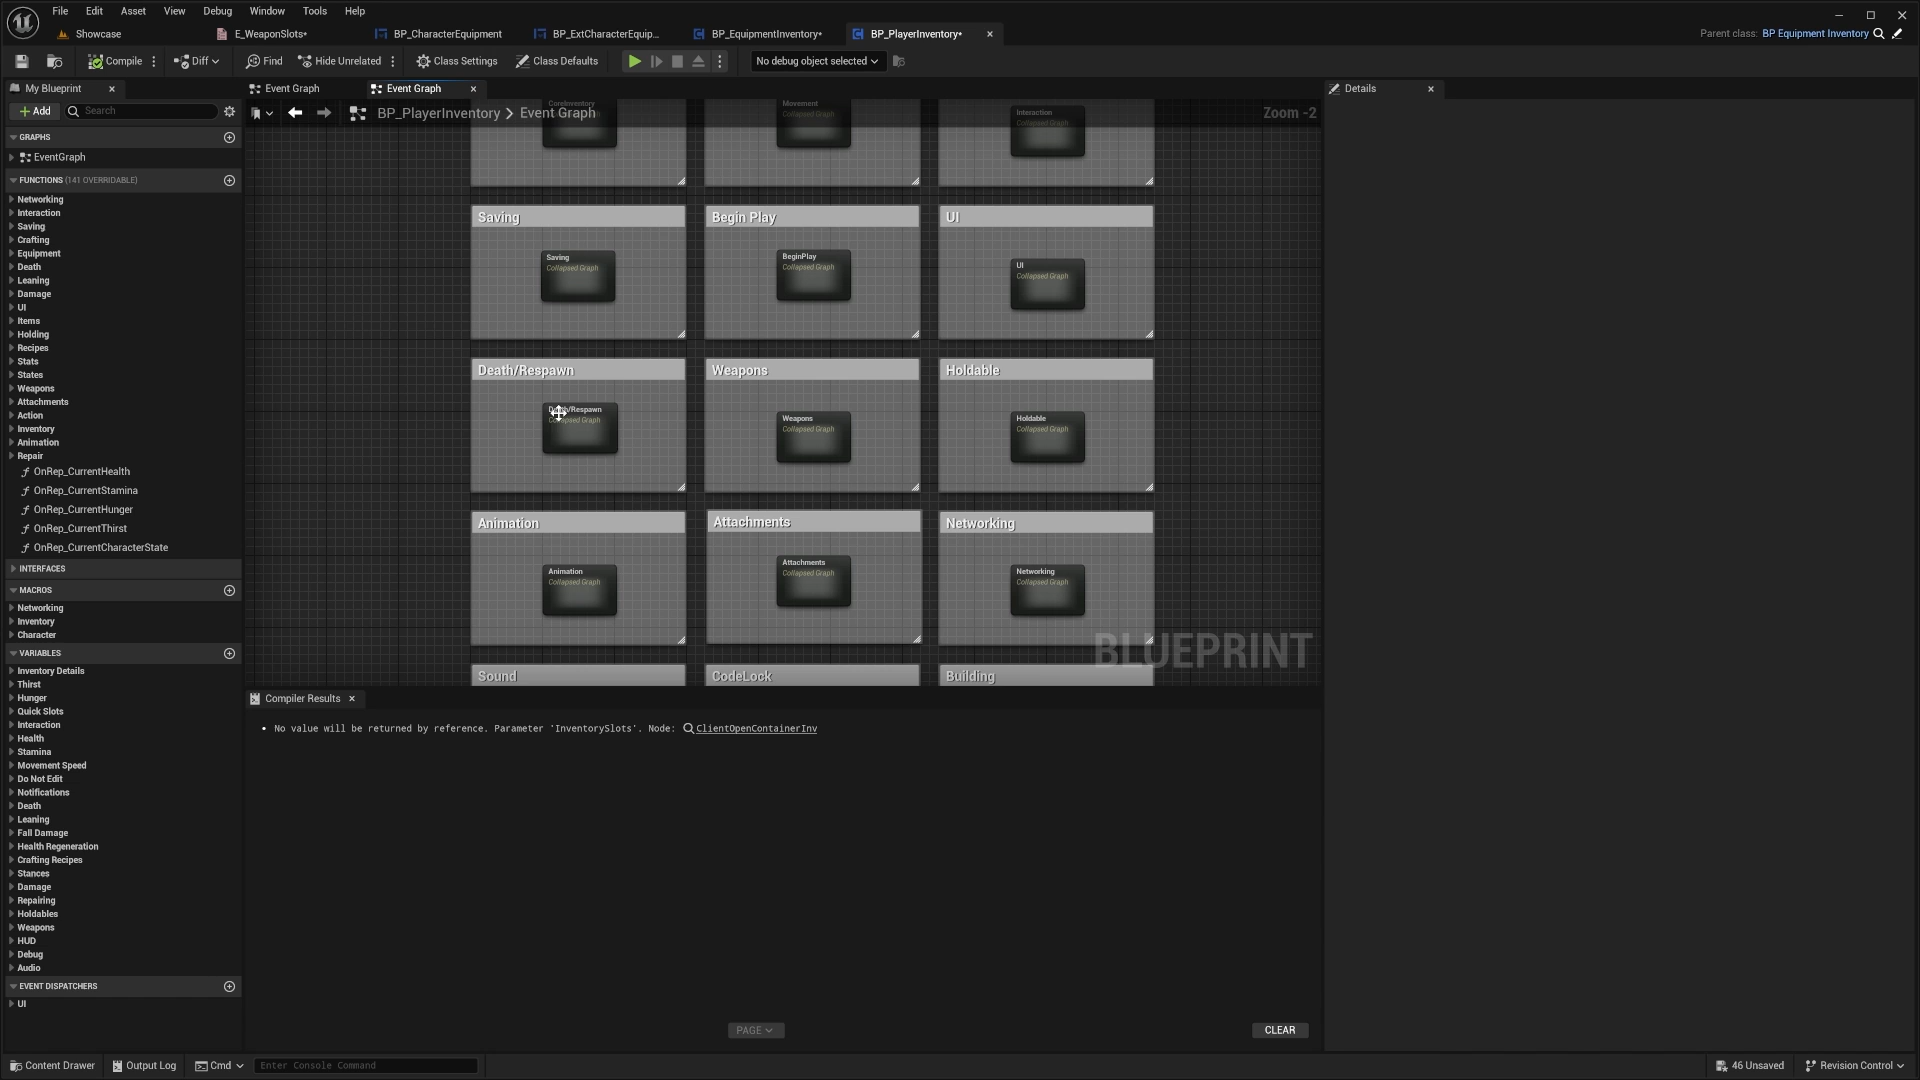 File Edit Asset View Debug Window Tools Help
Showcase E_WeaponSlots* BP_CharacterEquipment BP_ExtCharacterEquip... BP_EquipmentInventory* BP_PlayerInventory*
Parent class: BP Equipment Inventory
Compile Diff Find Hide Unrelated Class Settings Class Defaults No debug object selected
My Blueprint
Event Graph Event Graph
Details
Add Search
BP_PlayerInventory > Event Graph
Zoom -2
GRAPHS
EventGraph
FUNCTIONS (141 OVERRIDABLE)
Networking
Interaction
Saving
Crafting
Equipment
Death
Leaning
Damage
UI
Items
Holding
Recipes
Stats
States
Weapons
Attachments
Action
Inventory
Animation
Repair
OnRep_CurrentHealth
OnRep_CurrentStamina
OnRep_CurrentHunger
OnRep_CurrentThirst
OnRep_CurrentCharacterState
INTERFACES
MACROS
Networking
Inventory
Character
VARIABLES
Inventory Details
Thirst
Hunger
Quick Slots
Interaction
Health
Stamina
Movement Speed
Do Not Edit
Notifications
Death
Leaning
Fall Damage
Health Regeneration
Crafting Recipes
Stances
Damage
Repairing
Holdables
Weapons
HUD
Debug
Audio
EVENT DISPATCHERS
UI
CoreInventory
Movement
Interaction
Collapsed Graph
Saving
Saving
Collapsed Graph
Begin Play
BeginPlay
Collapsed Graph
UI
UI
Collapsed Graph
Death/Respawn
Death/Respawn
Collapsed Graph
Weapons
Weapons
Collapsed Graph
Holdable
Holdable
Collapsed Graph
Animation
Animation
Collapsed Graph
Attachments
Attachments
Collapsed Graph
Networking
Networking
Collapsed Graph
Sound
CodeLock
Building
BLUEPRINT
Compiler Results
• No value will be returned by reference. Parameter 'InventorySlots'. Node: ClientOpenContainerInv
PAGE
CLEAR
Content Drawer Output Log Cmd Enter Console Command
46 Unsaved Revision Control